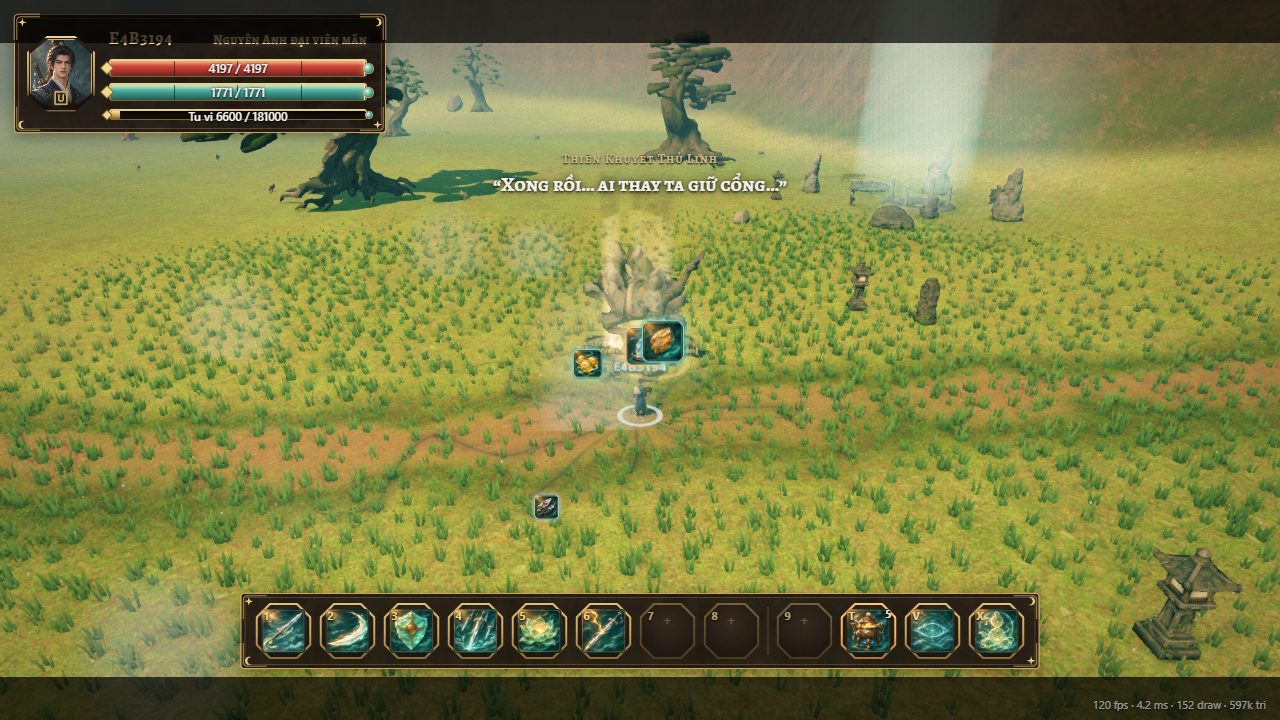 E4B3194 Nguyên Anh đại viên mãn
4197 / 4197
1771 / 1771
U
Tu vi 6600 / 181000
Thiên Khuyết Thủ Linh
“Xong rồi... ai thay ta giữ cổng...”
E4B3194
1 2 3 4 5 6 7 8 9 T 5 V X
120 fps · 4.2 ms · 152 draw · 597k tri